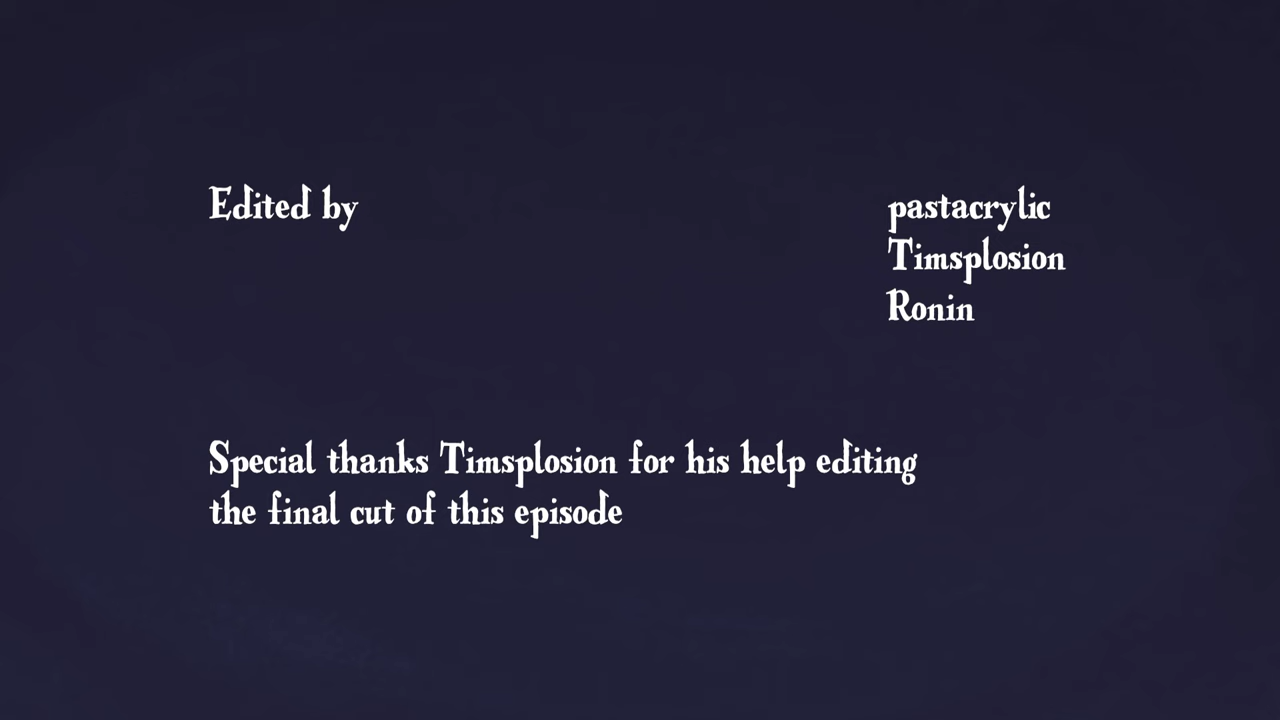 Edited by
pastacrylic
Timsplosion
Ronin
Special thanks Timsplosion for his help editing
the final cut of this episode